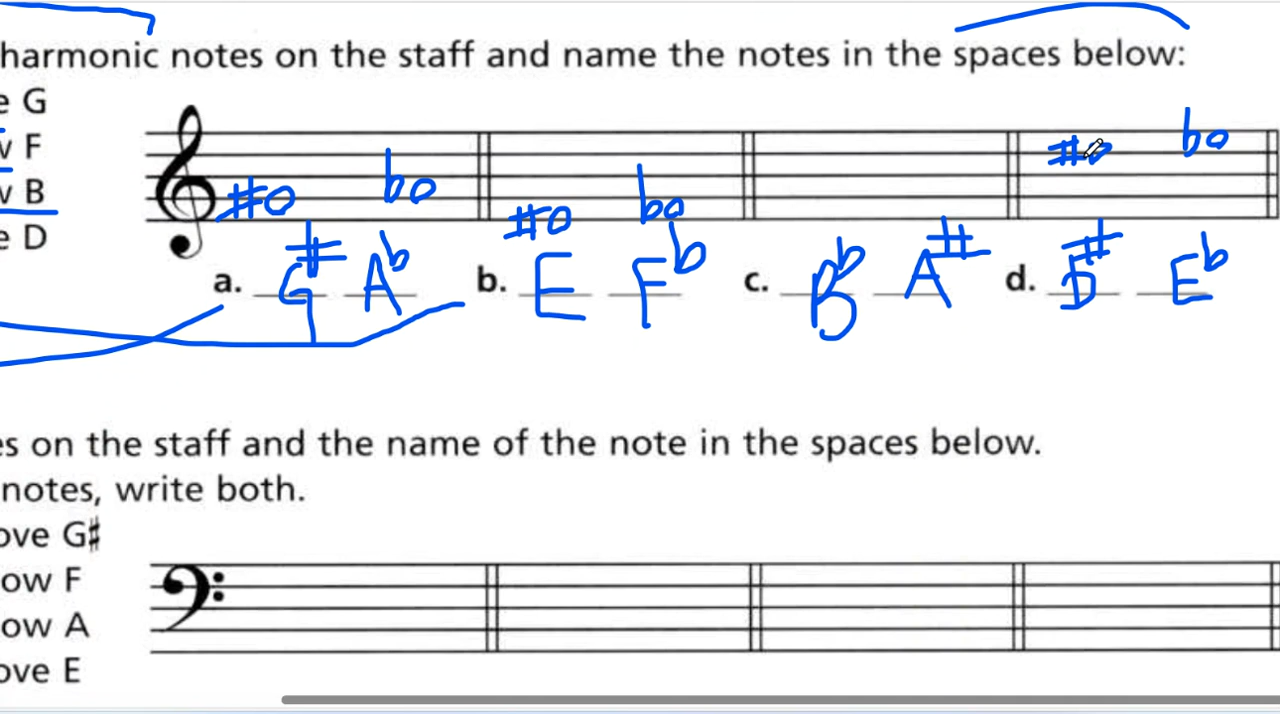 harmonic notes on the staff and name the notes in the spaces below:
e G
F
B
e D
a. G# A♭ b. E F♭ c. B♭ A# d. D# E♭
es on the staff and the name of the note in the spaces below.
notes, write both.
ove G♯
ow F
ow A
ove E